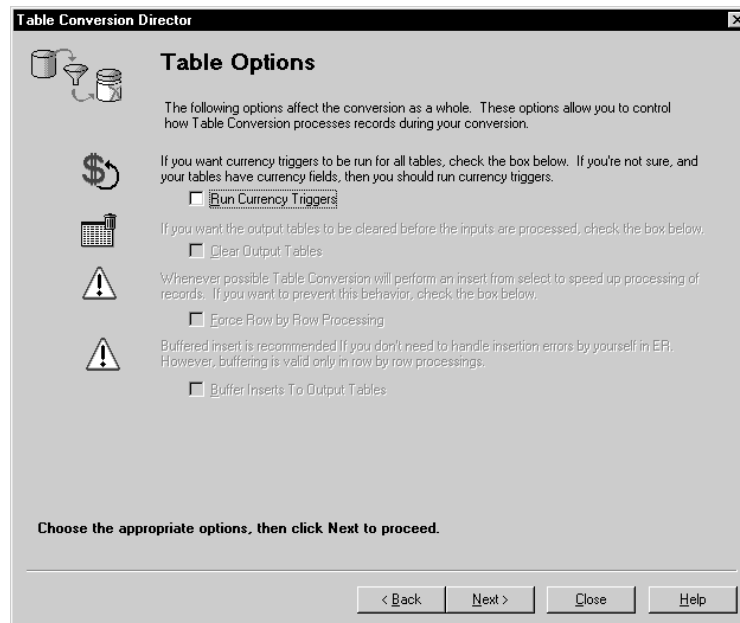 Table Conversion Director
Table Options
The following options affect the conversion as a whole. These options allow you to control
how Table Conversion processes records during your conversion.
If you want currency triggers to be run for all tables, check the box below. If you're not sure, and
your tables have currency fields, then you should run currency triggers.
Run Currency Triggers
If you want the output tables to be cleared before the inputs are processed, check the box below.
Clear Output Tables
Whenever possible Table Conversion will perform an insert from select to speed up processing of
records. If you want to prevent this behavior, check the box below.
Force Row by Row Processing
Buffered insert is recommended If you don't need to handle insertion errors by yourself in ER.
However, buffering is valid only in row by row processings.
Buffer Inserts To Output Tables
Choose the appropriate options, then click Next to proceed.
< Back Next > Close Help